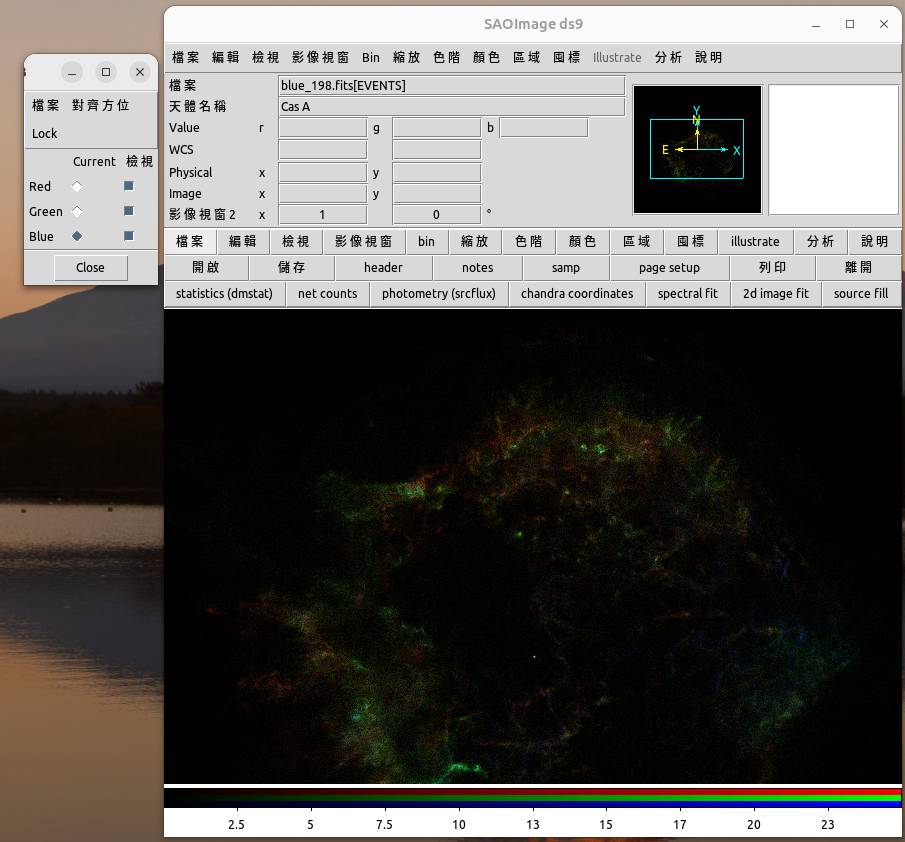 SAOImage ds9
檔案 編輯 檢視 影像視窗 Bin 縮放 色階 顏色 區域 囤標 Illustrate 分析 說明
檔案 blue_198.fits[EVENTS]
天體名稱 Cas A
Value r g b
WCS
Physical x y
Image x y
影像視窗2 x 1 0 °
Y
N
E X
檔案 編輯 檢視 影像視窗 bin 縮放 色階 顏色 區域 囤標 illustrate 分析 說明
開啟 儲存 header notes samp page setup 列印 離開
statistics (dmstat) net counts photometry (srcflux) chandra coordinates spectral fit 2d image fit source fill
2.5 5 7.5 10 13 15 17 20 23
檔案 對齊方位
Lock
Current 檢視
Red
Green
Blue
Close